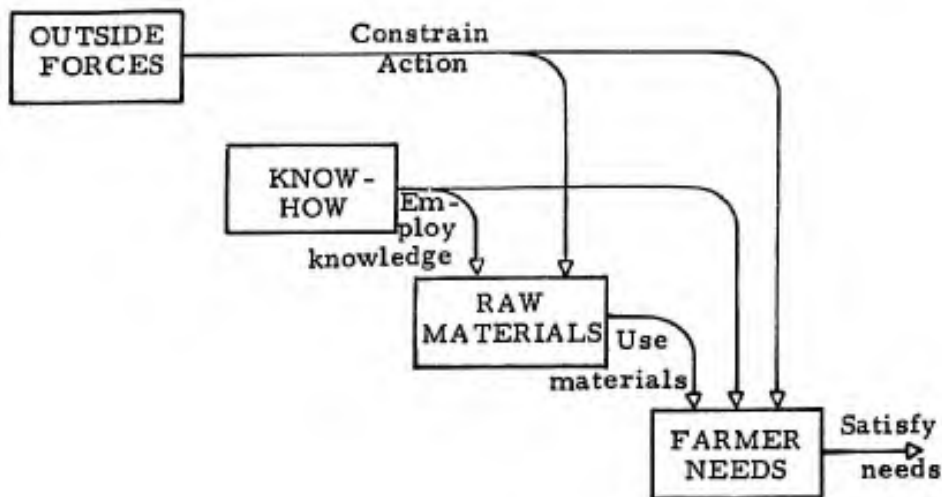 OUTSIDE
FORCES
Constrain
Action
KNOW-
HOW
Em-
ploy
knowledge
RAW
MATERIALS
Use
materials
FARMER
NEEDS
Satisfy
needs